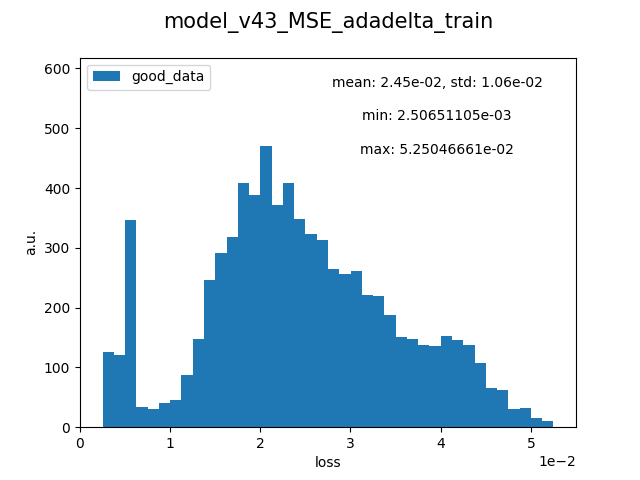 model_v43_MSE_adadelta_train
good_data
mean: 2.45e-02, std: 1.06e-02
min: 2.50651105e-03
max: 5.25046661e-02
600
500
400
300
200
100
0
a.u.
0 1 2 3 4 5
loss
1e−2